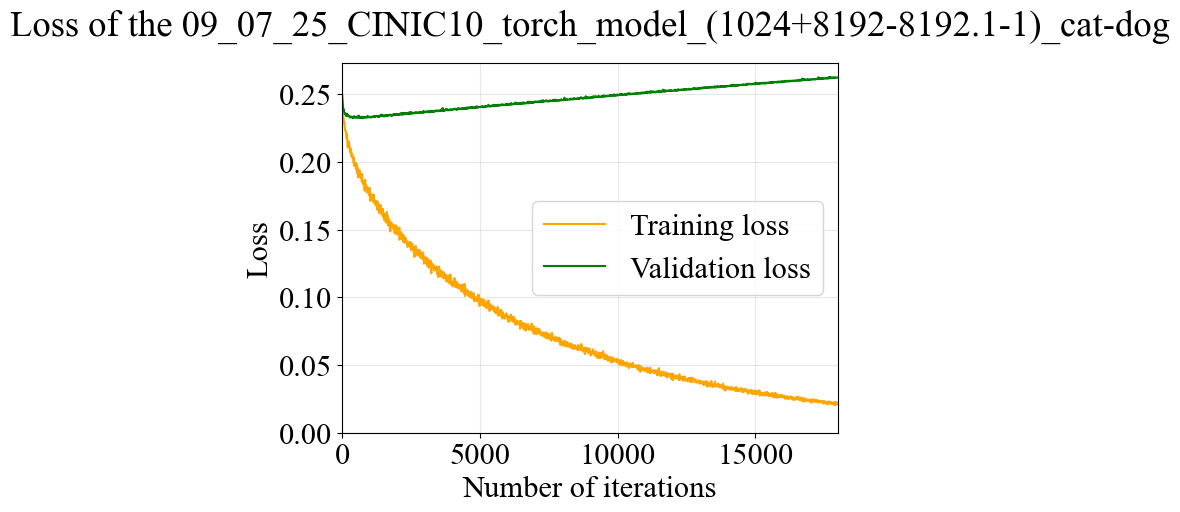 Loss of the 09_07_25_CINIC10_torch_model_(1024+8192-8192.1-1)_cat-dog
0.25
0.20
0.15
0.10
0.05
0.00
Loss
Training loss
Validation loss
0 5000 10000 15000
Number of iterations